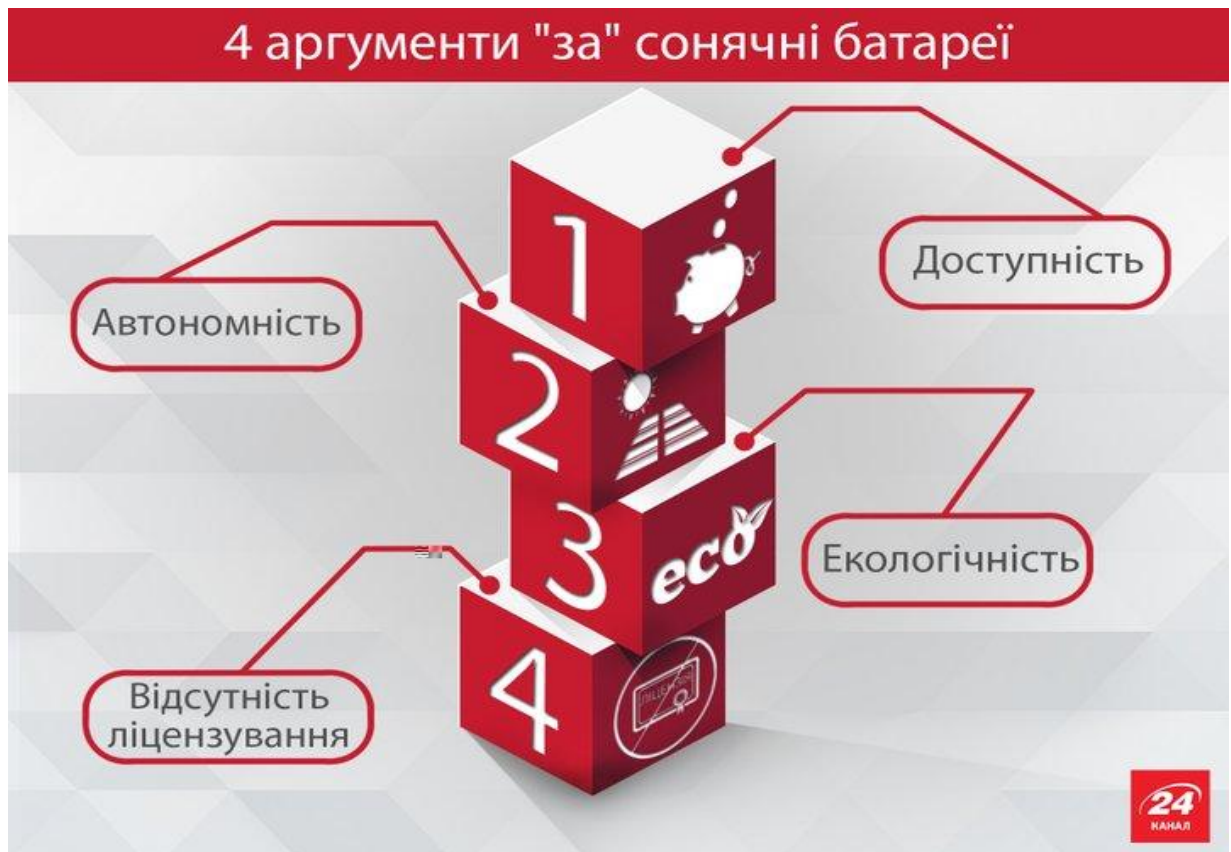 4 аргументи "за" сонячні батареї
1
Доступність
Автономність
2
3
eco
Екологічність
4
Відсутність
ліцензування
24
КАНАЛ